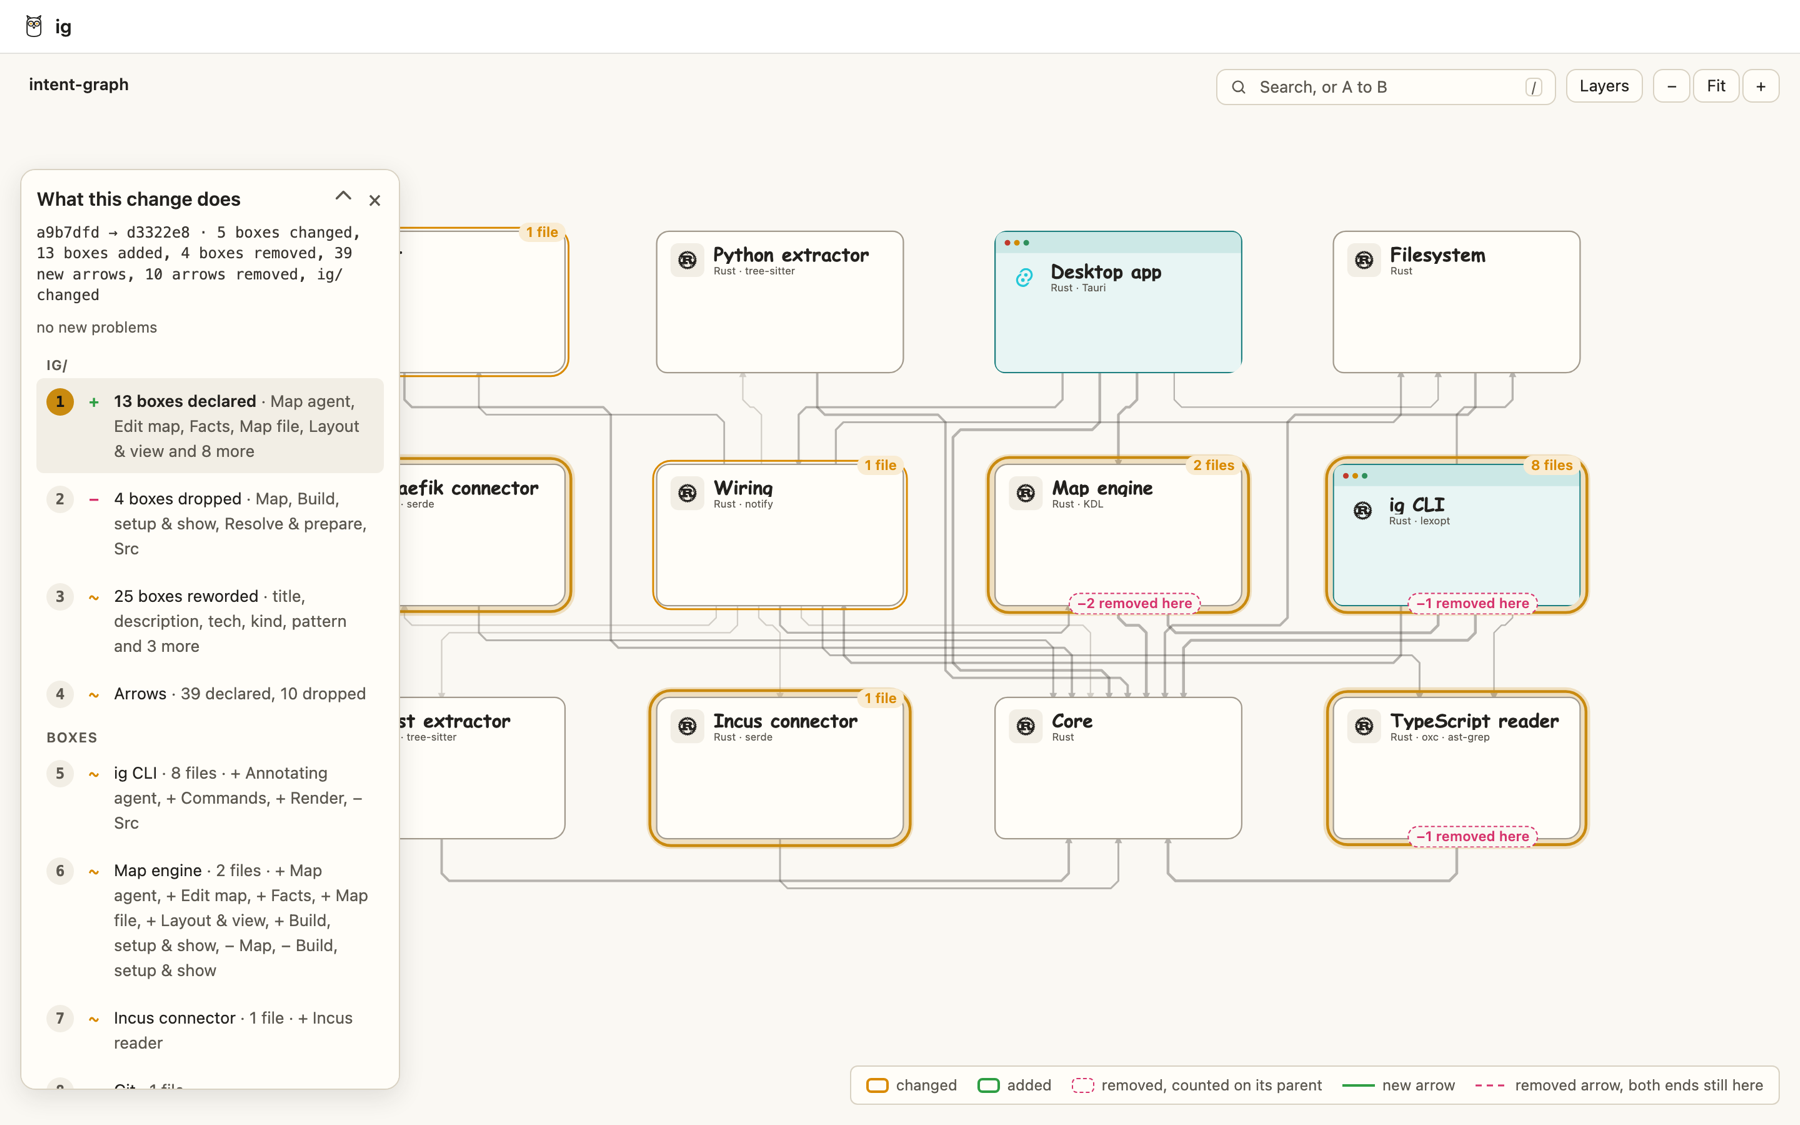 ig
intent-graph
Search, or A to B
/
Layers
−
Fit
+
What this change does
a9b7dfd → d3322e8 · 5 boxes changed,
13 boxes added, 4 boxes removed, 39
new arrows, 10 arrows removed, ig/
changed
no new problems
IG/
1 + 13 boxes declared · Map agent,
Edit map, Facts, Map file, Layout
& view and 8 more
2 − 4 boxes dropped · Map, Build,
setup & show, Resolve & prepare,
Src
3 ~ 25 boxes reworded · title,
description, tech, kind, pattern
and 3 more
4 ~ Arrows · 39 declared, 10 dropped
BOXES
5 ~ ig CLI · 8 files · + Annotating
agent, + Commands, + Render, −
Src
6 ~ Map engine · 2 files · + Map
agent, + Edit map, + Facts, + Map
file, + Layout & view, + Build,
setup & show, − Map, − Build,
setup & show
7 ~ Incus connector · 1 file · + Incus
reader
1 file
Python extractor
Rust · tree-sitter
Desktop app
Rust · Tauri
Filesystem
Rust
aefik connector
· serde
1 file
Wiring
Rust · notify
2 files
Map engine
Rust · KDL
−2 removed here
8 files
ig CLI
Rust · lexopt
−1 removed here
st extractor
· tree-sitter
1 file
Incus connector
Rust · serde
Core
Rust
TypeScript reader
Rust · oxc · ast-grep
−1 removed here
changed
added
removed, counted on its parent
new arrow
removed arrow, both ends still here